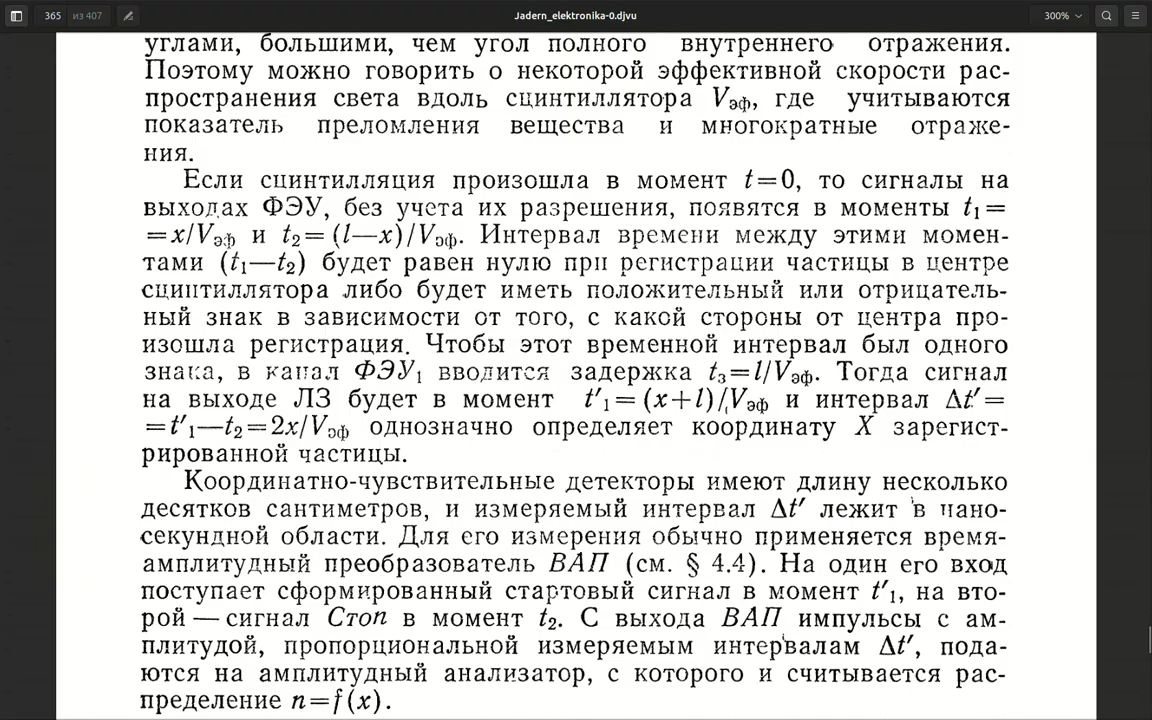 365 из 407
Jadern_elektronika-0.djvu
300%
углами, большими, чем угол полного внутреннего отражения.
Поэтому можно говорить о некоторой эффективной скорости рас-
пространения света вдоль сцинтиллятора Vэф, где учитываются
показатель преломления вещества и многократные отраже-
ния.
Если сцинтилляция произошла в момент t=0, то сигналы на
выходах ФЭУ, без учета их разрешения, появятся в моменты t₁=
=x/Vэф и t₂=(l—x)/Vэф. Интервал времени между этими момен-
тами (t₁—t₂) будет равен нулю при регистрации частицы в центре
сцинтиллятора либо будет иметь положительный или отрицатель-
ный знак в зависимости от того, с какой стороны от центра про-
изошла регистрация. Чтобы этот временной интервал был одного
знака, в канал ФЭУ₁ вводится задержка t₃=l/Vэф. Тогда сигнал
на выходе ЛЗ будет в момент t′₁=(x+l)/Vэф и интервал Δt′=
=t′₁—t₂=2x/Vэф однозначно определяет координату X зарегист-
рированной частицы.
Координатно-чувствительные детекторы имеют длину несколько
десятков сантиметров, и измеряемый интервал Δt′ лежит в нано-
секундной области. Для его измерения обычно применяется время-
амплитудный преобразователь ВАП (см. § 4.4). На один его вход
поступает сформированный стартовый сигнал в момент t′₁, на вто-
рой — сигнал Стоп в момент t₂. С выхода ВАП импульсы с ам-
плитудой, пропорциональной измеряемым интервалам Δt′, пода-
ются на амплитудный анализатор, с которого и считывается рас-
пределение n=f(x).